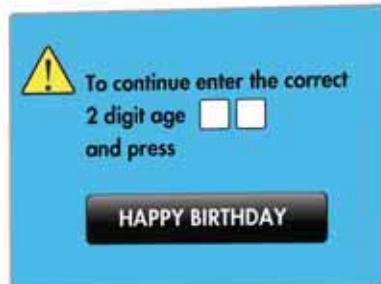 To continue enter the correct
2 digit age
and press
HAPPY BIRTHDAY